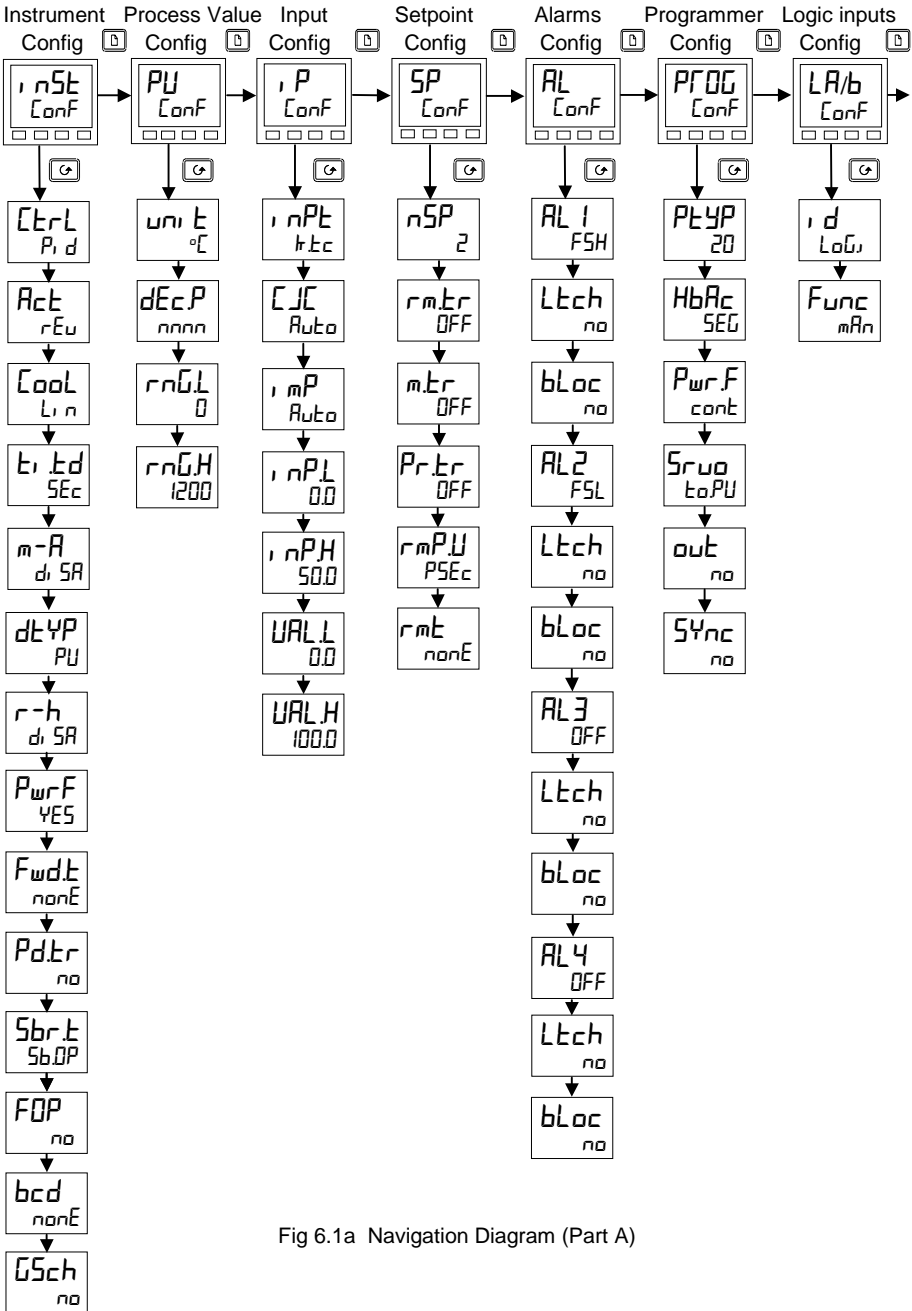 Instrument Config
Process Value Config
Input Config
Setpoint Config
Alarms Config
Programmer Config
Logic inputs Config
inSt
ConF
CtrL
Pid
Act
rEv
CooL
Lin
ti.td
SEc
m-A
diSA
dtYP
PV
r-h
diSA
PwrF
YES
Fwd.t
nonE
Pd.tr
no
Sbr.t
Sb.OP
FOP
no
bcd
nonE
GSch
no
PV
ConF
unit
°C
dEc.P
nnnn
rnG.L
0
rnG.H
1200
iP
ConF
inPt
k.tc
CJC
Auto
imP
Auto
inP.L
0.0
inP.H
50.0
VAL.L
0.0
VAL.H
100.0
SP
ConF
nSP
2
rm.tr
OFF
m.tr
OFF
Pr.tr
OFF
rmP.U
PSEc
rmt
nonE
AL
ConF
AL1
FSH
Ltch
no
bLoc
no
AL2
FSL
Ltch
no
bLoc
no
AL3
OFF
Ltch
no
bLoc
no
AL4
OFF
Ltch
no
bLoc
no
PROG
ConF
PtYP
20
HbAc
SEG
Pwr.F
cont
Srvo
to.PV
out
no
SYnc
no
LA/b
ConF
id
LoGi
Func
mAn
Fig 6.1a Navigation Diagram (Part A)